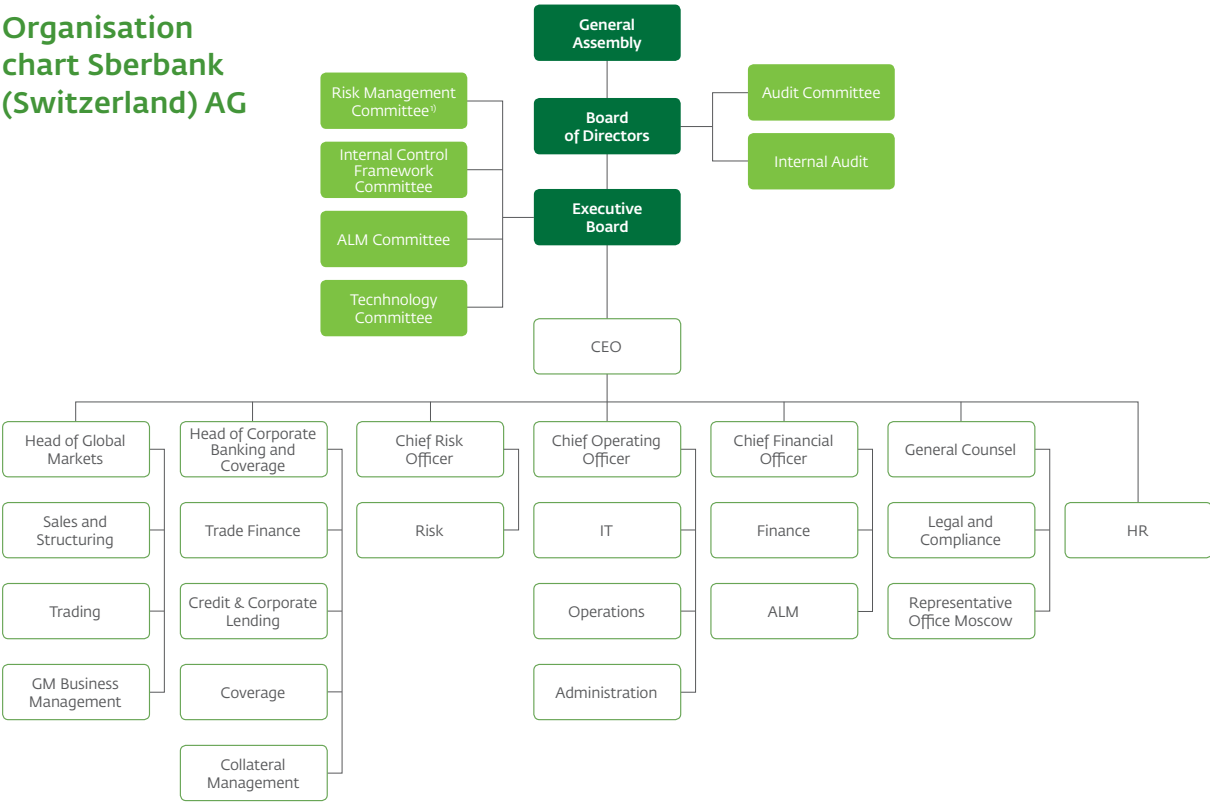 Organisation
chart Sberbank
(Switzerland) AG
General
Assembly
Risk Management
Committee¹⁾
Board
of Directors
Audit Committee
Internal Control
Framework
Committee
Internal Audit
Executive
Board
ALM Committee
Tecnhnology
Committee
CEO
Head of Global
Markets
Head of Corporate
Banking and
Coverage
Chief Risk
Officer
Chief Operating
Officer
Chief Financial
Officer
General Counsel
Sales and
Structuring
Trade Finance
Risk
IT
Finance
Legal and
Compliance
HR
Trading
Credit & Corporate
Lending
Operations
ALM
Representative
Office Moscow
GM Business
Management
Coverage
Administration
Collateral
Management